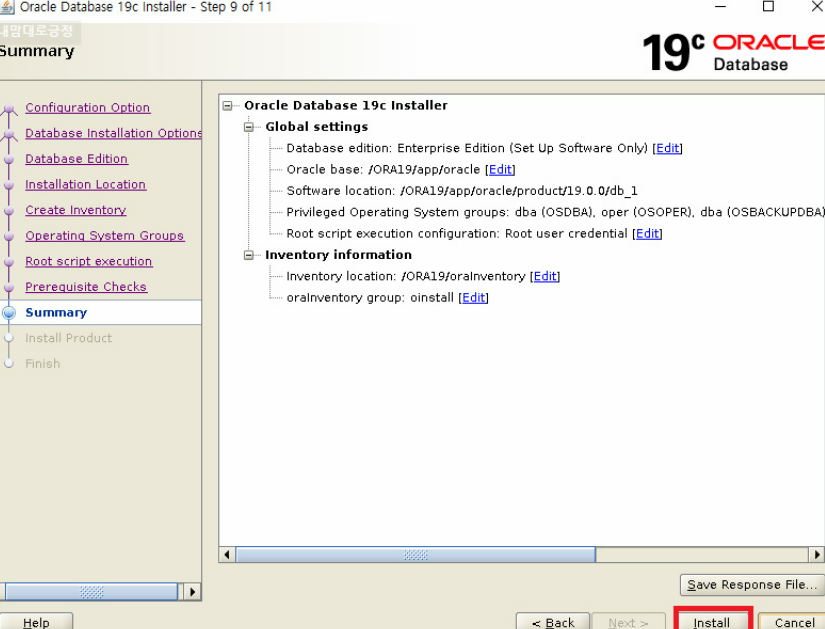 Oracle Database 19c Installer - Step 9 of 11
내맘대로긍정
Summary
19c ORACLE
Database
Configuration Option
Database Installation Options
Database Edition
Installation Location
Create Inventory
Operating System Groups
Root script execution
Prerequisite Checks
Summary
Install Product
Finish
Oracle Database 19c Installer
Global settings
Database edition: Enterprise Edition (Set Up Software Only) [Edit]
Oracle base: /ORA19/app/oracle [Edit]
Software location: /ORA19/app/oracle/product/19.0.0/db_1
Privileged Operating System groups: dba (OSDBA), oper (OSOPER), dba (OSBACKUPDBA)
Root script execution configuration: Root user credential [Edit]
Inventory information
Inventory location: /ORA19/oraInventory [Edit]
oraInventory group: oinstall [Edit]
Save Response File...
Help
< Back
Next >
Install
Cancel